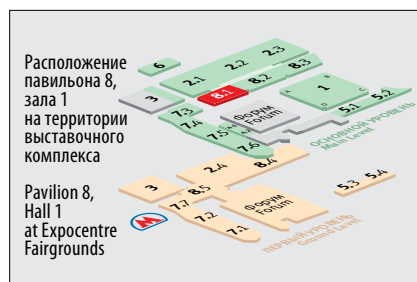 Расположение
павильона 8,
зала 1
на территории
выставочного
комплекса
Pavilion 8,
Hall 1
at Expocentre
Fairgrounds
6
2.1
2.2
2.3
3
8.1
8.2
8.3
7.3
7.4
7.5
7.6
Форум
Forum
A
B
C
D
1
5.1
5.2
ОСНОВНОЙ УРОВЕНЬ
Main Level
3
2.4
8.4
8.5
7.7
7.2
7.1
Форум
Forum
5.3
5.4
ПЕРВЫЙ УРОВЕНЬ
Ground Level
М